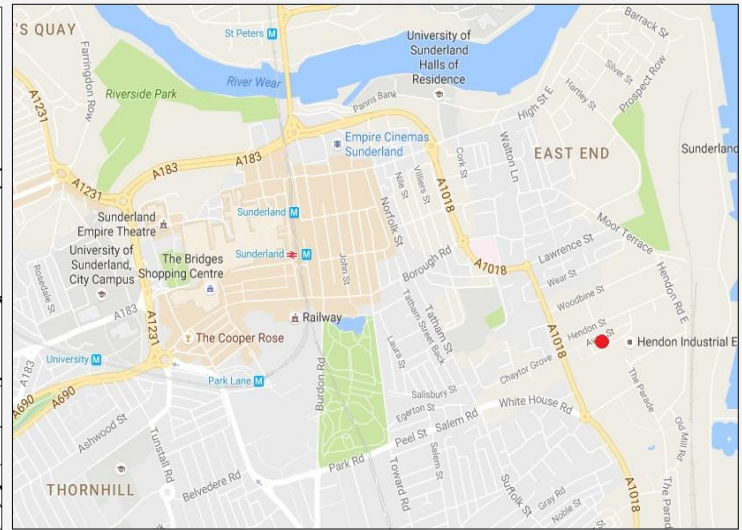 'S QUAY
Farringdon Row
A1231
Riverside Park
St Peters M
River Wear
University of
Sunderland
Halls of
Residence
Panns Bank
High St E
Barrack St
Silver St
Hartley St
Prospect Row
EAST END
Sunderland
Walton Ln
Cork St
A1018
Empire Cinemas
Sunderland
Villiers St
Nile St
Norfolk St
A183
A183
A1231
Sunderland
Empire Theatre
Sunderland M
Sunderland M
University of
Sunderland,
City Campus
The Bridges
Shopping Centre
John St
Borough Rd
A1018
Moor Terrace
Lawrence St
Wear St
Woodbine St
Hendon Rd E
Rosedale St
A183
A1231
Railway
The Cooper Rose
Tatham St
Tatham Street Back
Laura St
Hendon St
Hendon Industrial E
A1018
Chaytor Grove
The Parade
University M
A183
Park Lane M
Burdon Rd
Salisbury St
Egerton St
White House Rd
Old Mill Rd
A690
A690
Ashwood St
Tunstall Rd
Peel St
Salem Rd
Salem St
Park Rd
Toward Rd
Belvedere Rd
THORNHILL
Suffolk St
Gray Rd
Noble St
A1018
The Parade